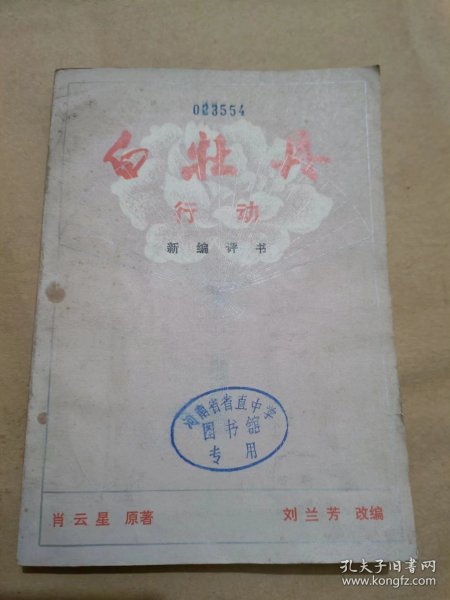 023554
白牡丹
行动
新编评书
河南省省直中学
图书馆
专用
肖云星 原著 刘兰芳 改编
孔夫子旧书网
www.kongfz.com